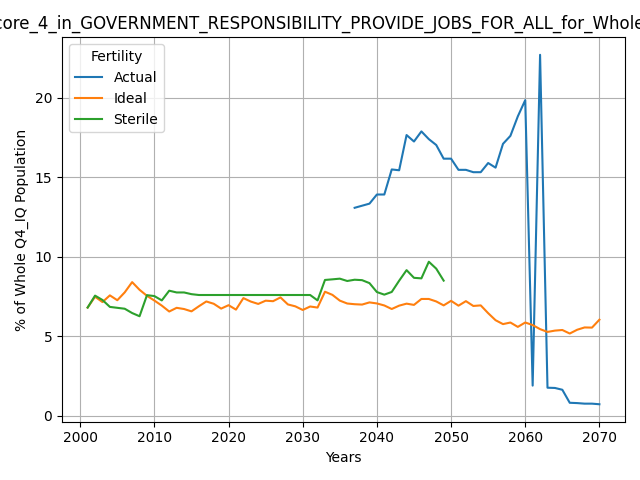 core_4_in_GOVERNMENT_RESPONSIBILITY_PROVIDE_JOBS_FOR_ALL_for_Whole
Fertility
Actual
Ideal
Sterile
% of Whole Q4_IQ Population
20
15
10
5
0
2000 2010 2020 2030 2040 2050 2060 2070
Years